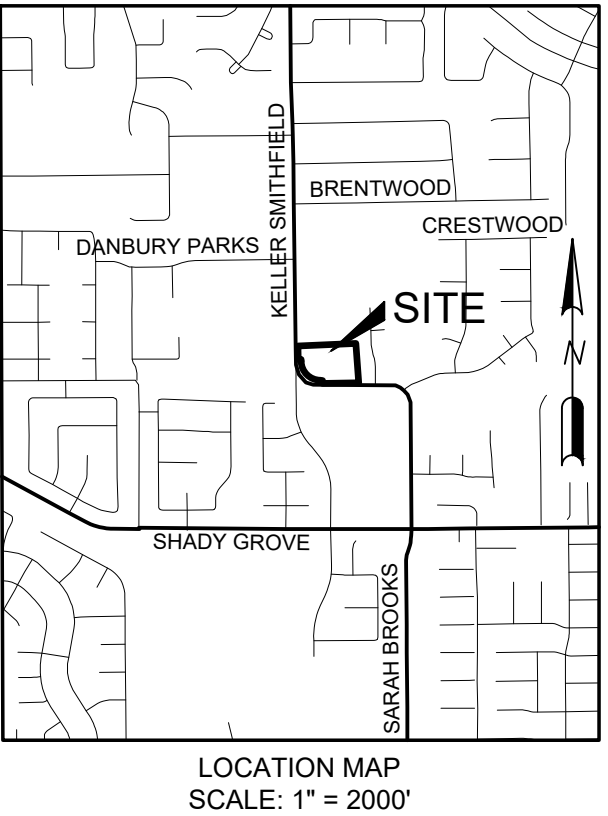 KELLER SMITHFIELD
BRENTWOOD
CRESTWOOD
DANBURY PARKS
SITE
N
SHADY GROVE
SARAH BROOKS
LOCATION MAP
SCALE: 1" = 2000'